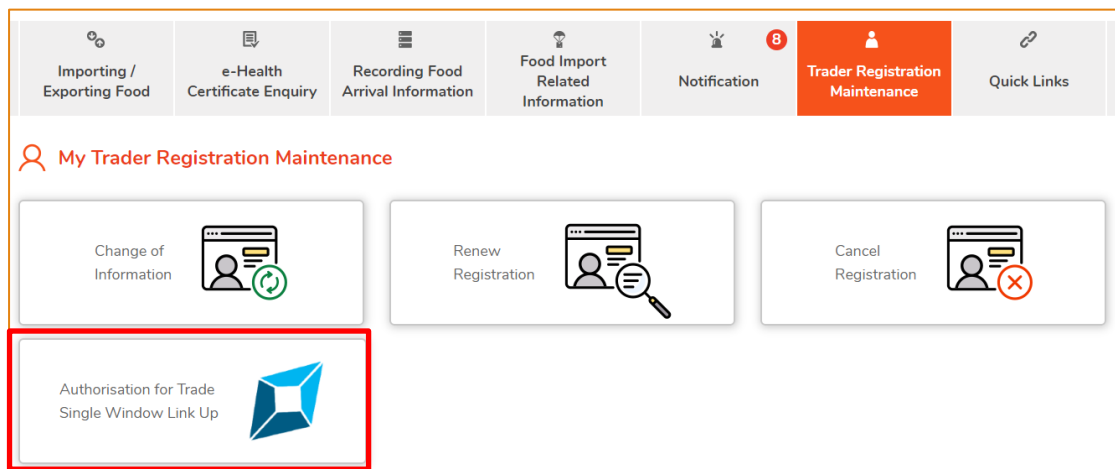 Importing /
Exporting Food
e-Health
Certificate Enquiry
Recording Food
Arrival Information
Food Import
Related
Information
8
Notification
Trader Registration
Maintenance
Quick Links
My Trader Registration Maintenance
Change of
Information
Renew
Registration
Cancel
Registration
Authorisation for Trade
Single Window Link Up